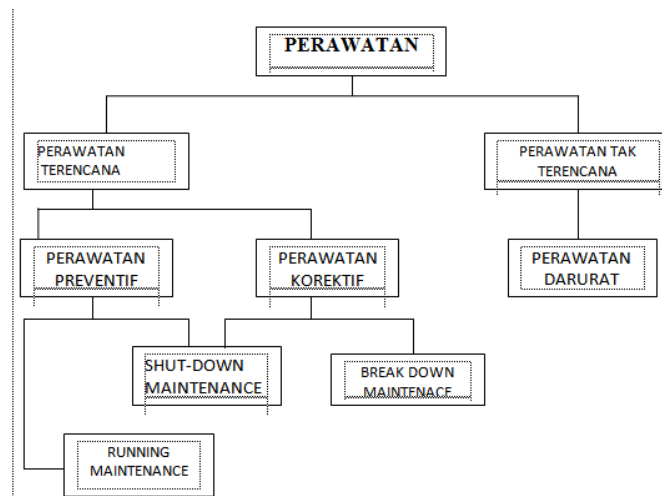 PERAWATAN
PERAWATAN
TERENCANA
PERAWATAN TAK
TERENCANA
PERAWATAN
PREVENTIF
PERAWATAN
KOREKTIF
PERAWATAN
DARURAT
SHUT-DOWN
MAINTENANCE
BREAK DOWN
MAINTENACE
RUNNING
MAINTENANCE